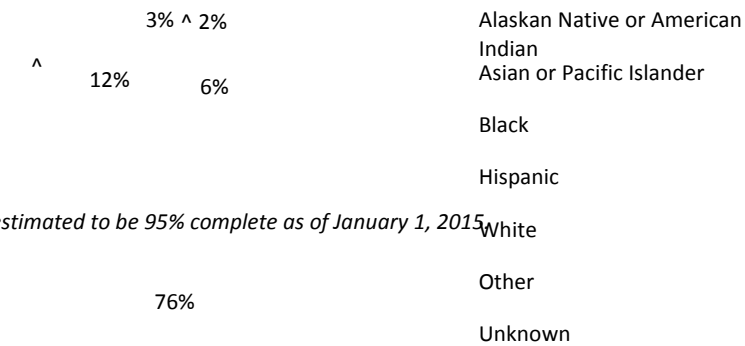 3% ^ 2%
^
12%
6%
Alaskan Native or American
Indian
Asian or Pacific Islander
Black
Hispanic
estimated to be 95% complete as of January 1, 2015.
White
Other
76%
Unknown